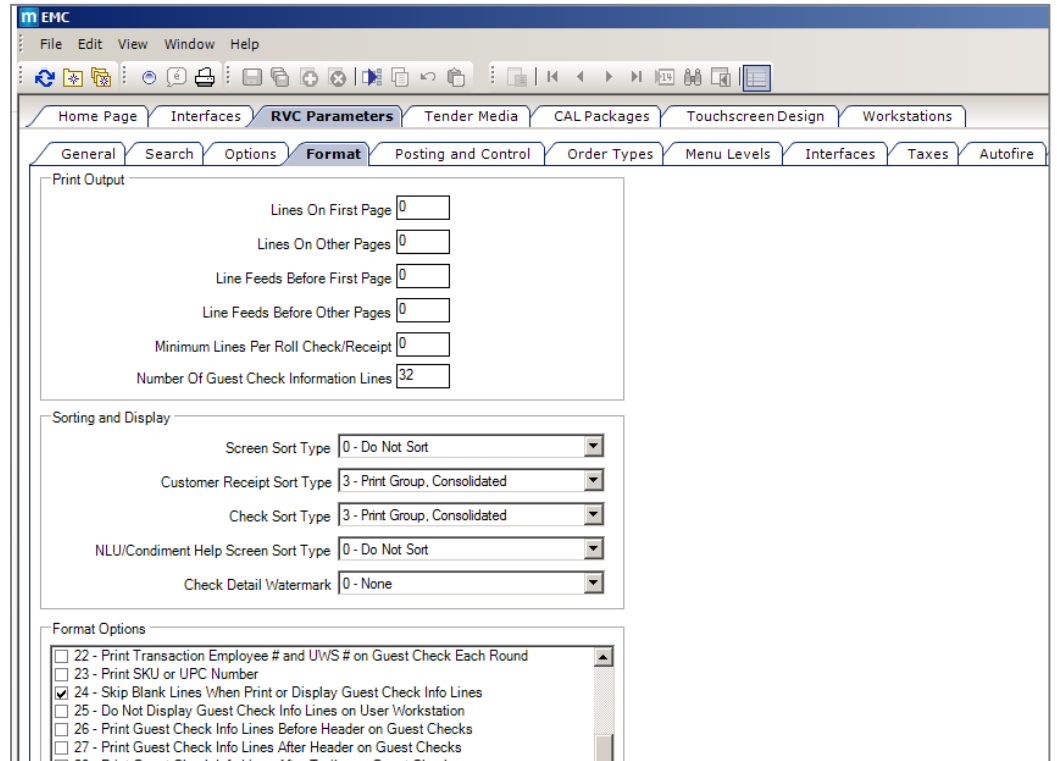 m EMC
File Edit View Window Help
é 14
Home Page Interfaces RVC Parameters Tender Media CAL Packages Touchscreen Design Workstations
General Search Options Format Posting and Control Order Types Menu Levels Interfaces Taxes Autofire
Print Output
Lines On First Page 0
Lines On Other Pages 0
Line Feeds Before First Page 0
Line Feeds Before Other Pages 0
Minimum Lines Per Roll Check/Receipt 0
Number Of Guest Check Information Lines 32
Sorting and Display
Screen Sort Type 0 - Do Not Sort
Customer Receipt Sort Type 3 - Print Group, Consolidated
Check Sort Type 3 - Print Group, Consolidated
NLU/Condiment Help Screen Sort Type 0 - Do Not Sort
Check Detail Watermark 0 - None
Format Options
22 - Print Transaction Employee # and UWS # on Guest Check Each Round
23 - Print SKU or UPC Number
24 - Skip Blank Lines When Print or Display Guest Check Info Lines
25 - Do Not Display Guest Check Info Lines on User Workstation
26 - Print Guest Check Info Lines Before Header on Guest Checks
27 - Print Guest Check Info Lines After Header on Guest Checks